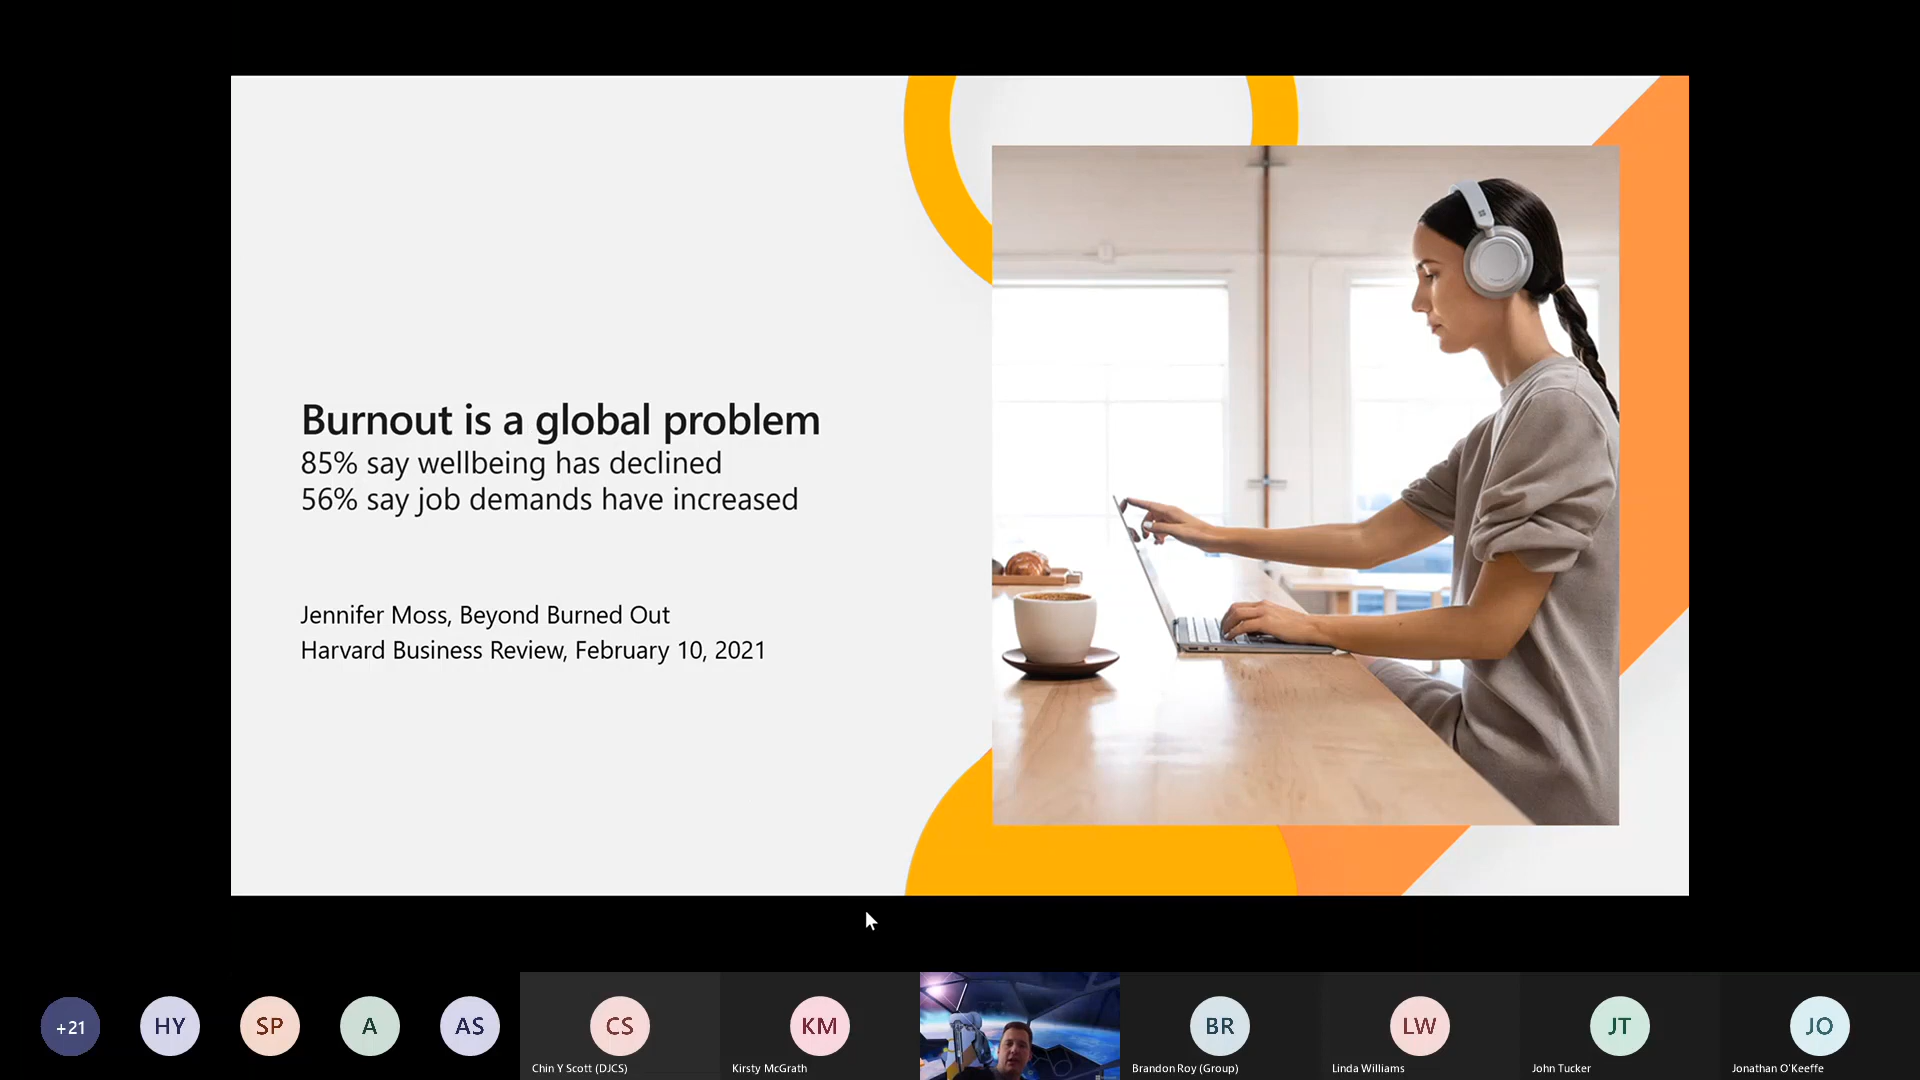 Burnout is a global problem
85% say wellbeing has declined
56% say job demands have increased
Jennifer Moss, Beyond Burned Out
Harvard Business Review, February 10, 2021
+21
HY
SP
A
AS
CS
KM
BR
LW
JT
JO
Chin Y Scott (DJCS)
Kirsty McGrath
Brandon Roy (Group)
Linda Williams
John Tucker
Jonathan O'Keeffe